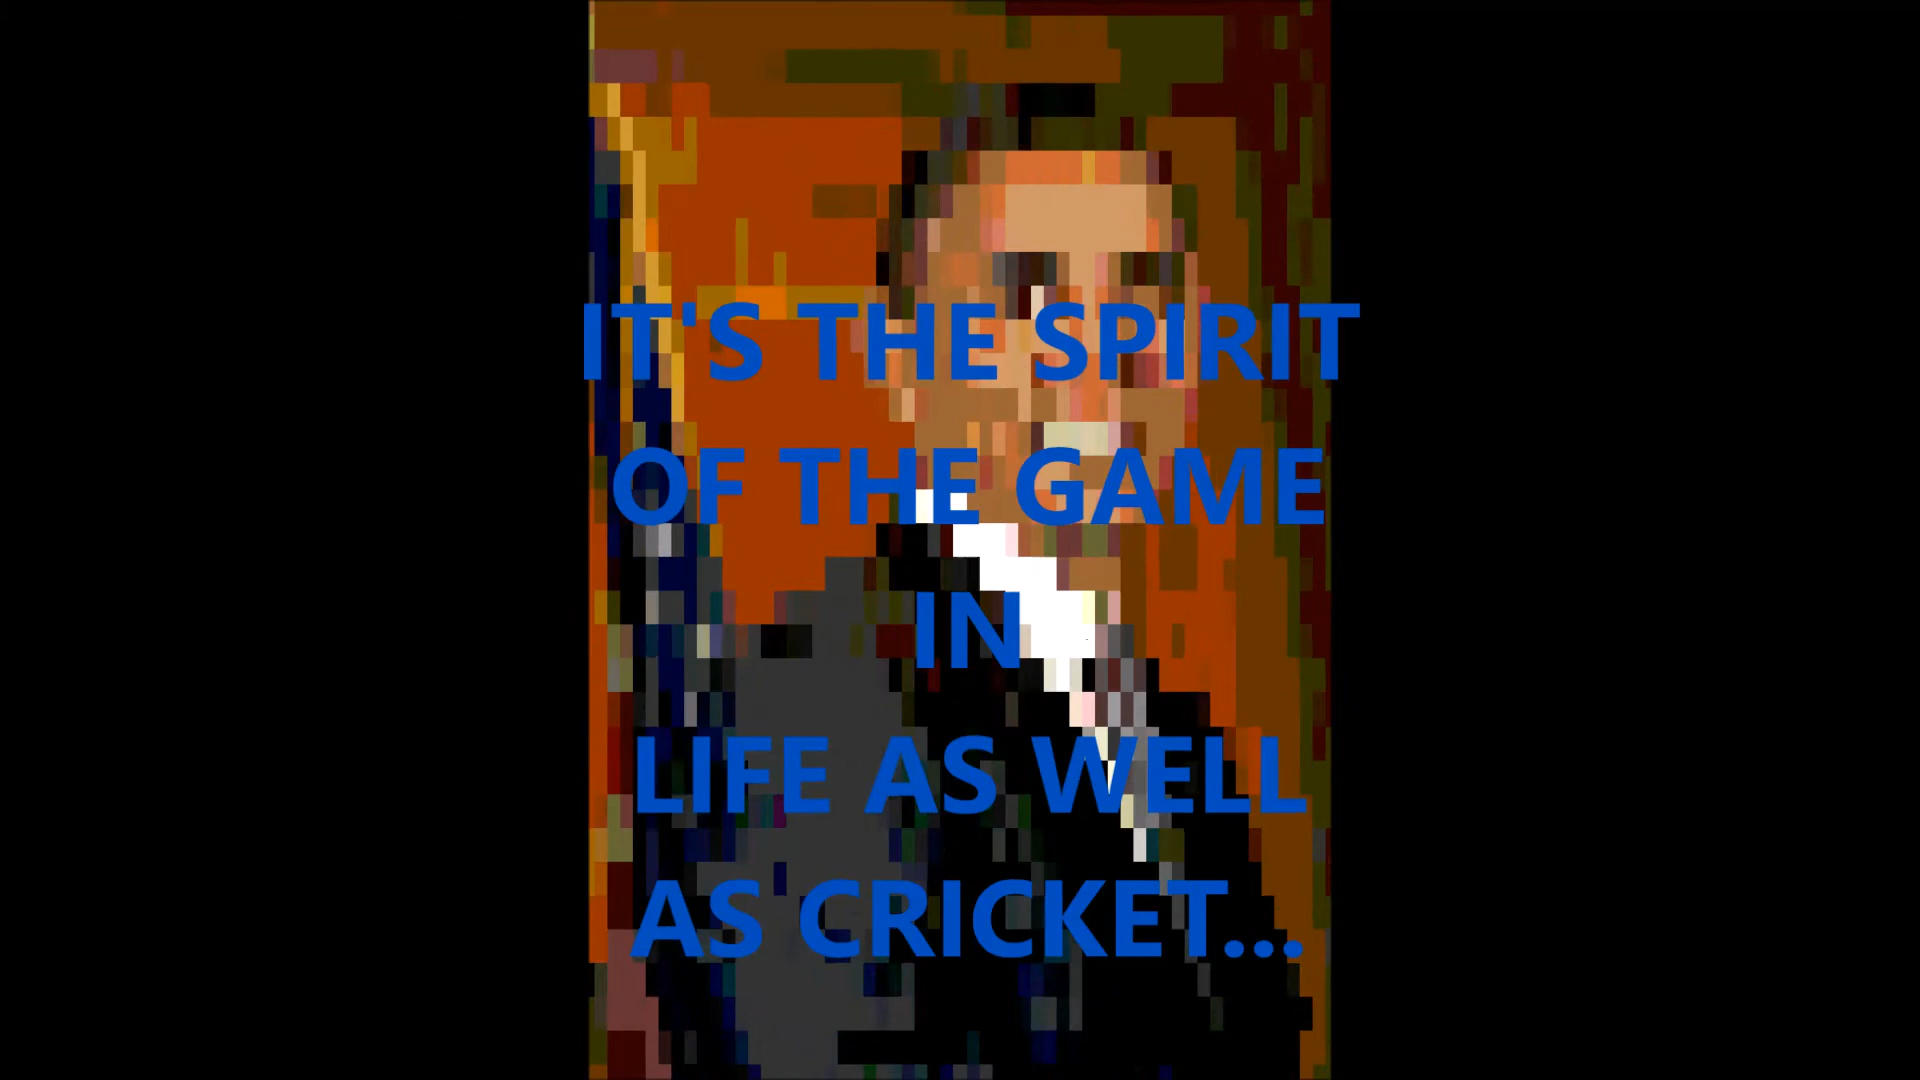 IT'S THE SPIRIT
OF THE GAME
IN
LIFE AS WELL
AS CRICKET...